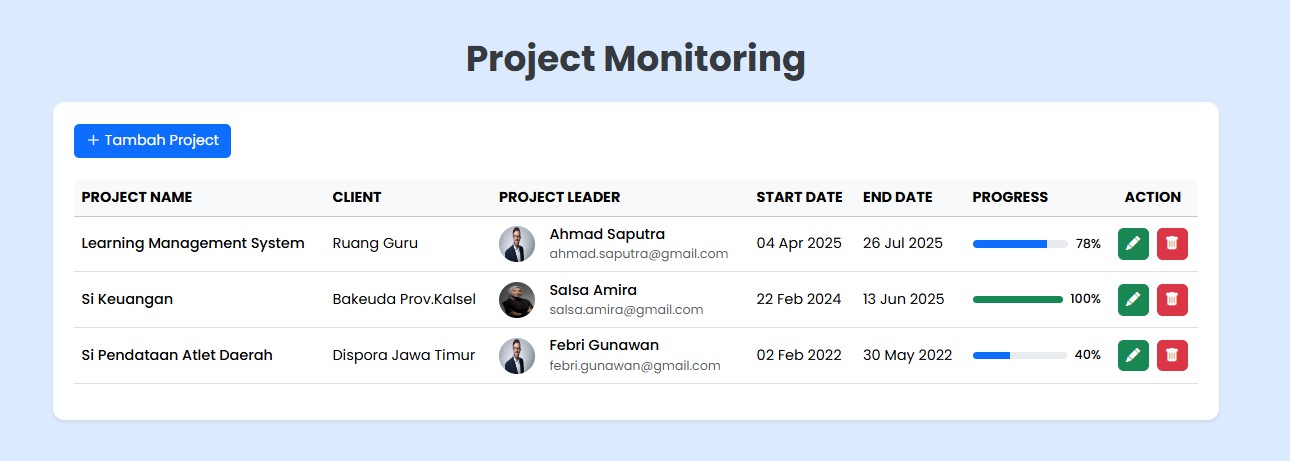 Project Monitoring
+ Tambah Project
PROJECT NAME CLIENT PROJECT LEADER START DATE END DATE PROGRESS ACTION
Learning Management System Ruang Guru Ahmad Saputra 04 Apr 2025 26 Jul 2025 78%
ahmad.saputra@gmail.com
Si Keuangan Bakeuda Prov.Kalsel Salsa Amira 22 Feb 2024 13 Jun 2025 100%
salsa.amira@gmail.com
Si Pendataan Atlet Daerah Dispora Jawa Timur Febri Gunawan 02 Feb 2022 30 May 2022 40%
febri.gunawan@gmail.com